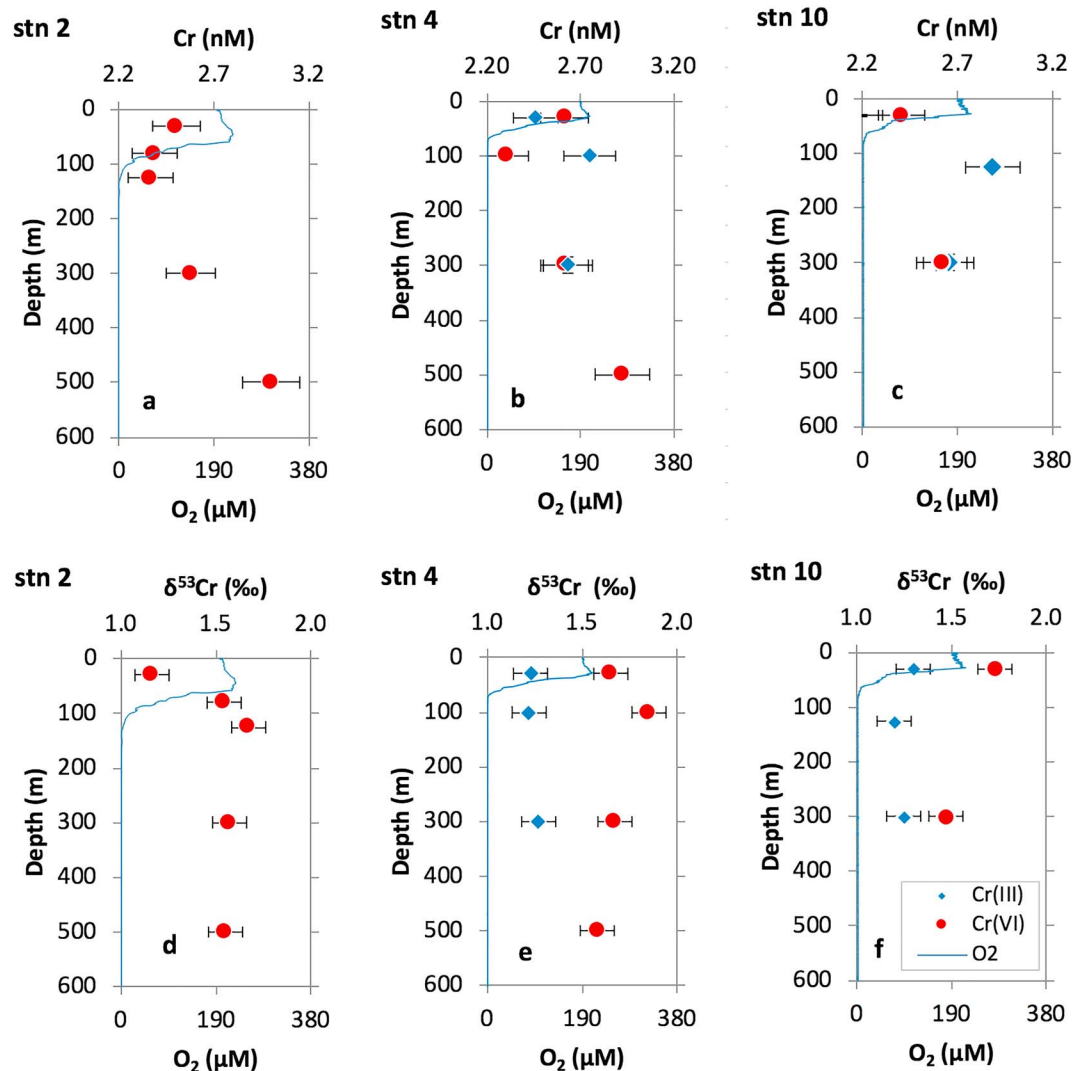 stn 2
Cr (nM)
2.2 2.7 3.2
0
100
200
300
400
500
600
Depth (m)
a
0 190 380
O₂ (µM)
stn 4
Cr (nM)
2.20 2.70 3.20
0
100
200
300
400
500
600
Depth (m)
b
0 190 380
O₂ (µM)
stn 10
Cr (nM)
2.2 2.7 3.2
0
100
200
300
400
500
600
Depth (m)
c
0 190 380
O₂ (µM)
stn 2
δ⁵³Cr (‰)
1.0 1.5 2.0
0
100
200
300
400
500
600
Depth (m)
d
0 190 380
O₂ (µM)
stn 4
δ⁵³Cr (‰)
1.0 1.5 2.0
0
100
200
300
400
500
600
Depth (m)
e
0 190 380
O₂ (µM)
stn 10
δ⁵³Cr (‰)
1.0 1.5 2.0
0
100
200
300
400
500
600
Depth (m)
Cr(III)
Cr(VI)
O2
f
0 190 380
O₂ (µM)